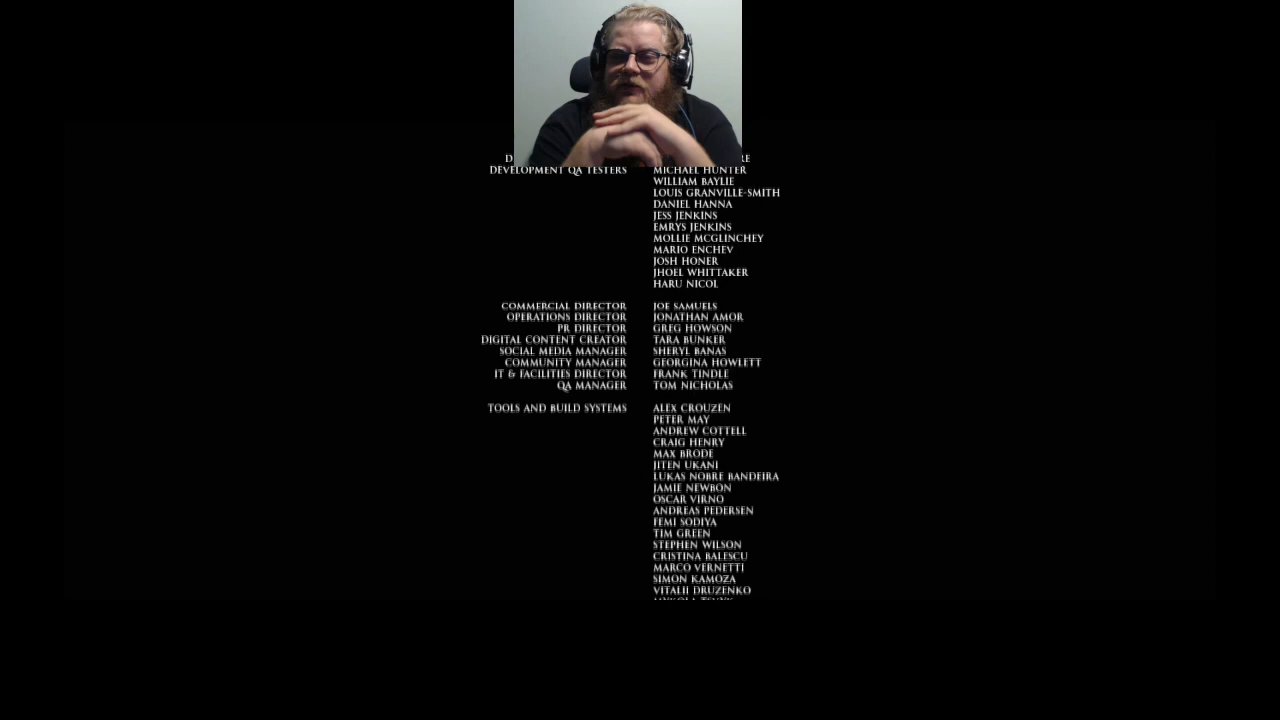 DEVELOPMENT QA TESTERS MICHAEL HUNTER
WILLIAM BAYLIE
LOUIS GRANVILLE-SMITH
DANIEL HANNA
JESS JENKINS
EMRYS JENKINS
MOLLIE MCGLINCHEY
MARIO ENCHEV
JOSH HONER
JHOEL WHITTAKER
HARU NICOL
COMMERCIAL DIRECTOR JOE SAMUELS
OPERATIONS DIRECTOR JONATHAN AMOR
PR DIRECTOR GREG HOWSON
DIGITAL CONTENT CREATOR TARA BUNKER
SOCIAL MEDIA MANAGER SHERYL BANAS
COMMUNITY MANAGER GEORGINA HOWLETT
IT & FACILITIES DIRECTOR FRANK TINDLE
QA MANAGER TOM NICHOLAS
TOOLS AND BUILD SYSTEMS ALEX CROUZEN
PETER MAY
ANDREW COTTELL
CRAIG HENRY
MAX BRODE
JITEN UKANI
LUKAS NOBRE BANDEIRA
JAMIE NEWBON
OSCAR VIRNO
ANDREAS PEDERSEN
FEMI SODIYA
TIM GREEN
STEPHEN WILSON
CRISTINA BALESCU
MARCO VERNETTI
SIMON KAMOZA
VITALII DRUZENKO